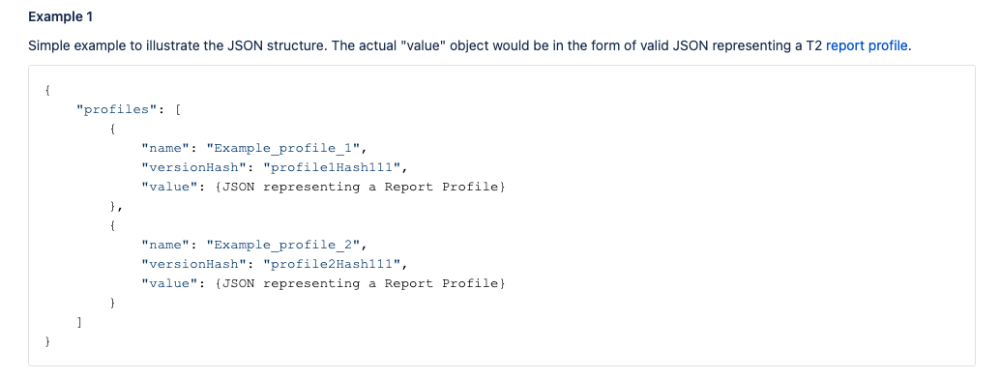 Example 1
Simple example to illustrate the JSON structure. The actual "value" object would be in the form of valid JSON representing a T2 report profile.
{
    "profiles": [
        {
            "name": "Example_profile_1",
            "versionHash": "profile1Hash111",
            "value": {JSON representing a Report Profile}
        },
        {
            "name": "Example_profile_2",
            "versionHash": "profile2Hash111",
            "value": {JSON representing a Report Profile}
        }
    ]
}